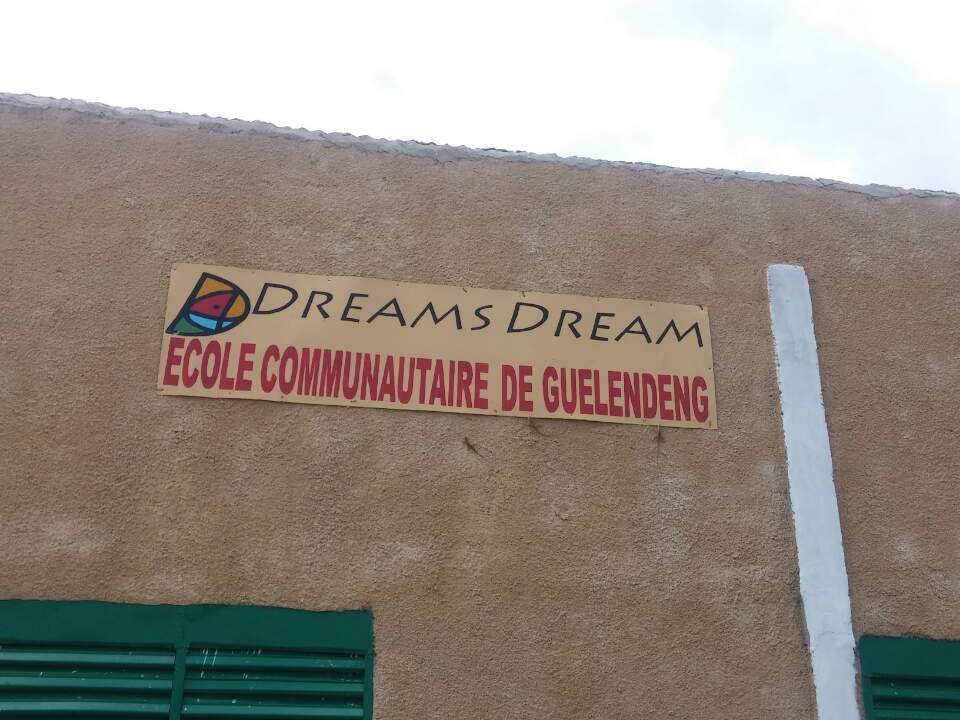 DREAMS DREAM
ECOLE COMMUNAUTAIRE DE GUELENDENG